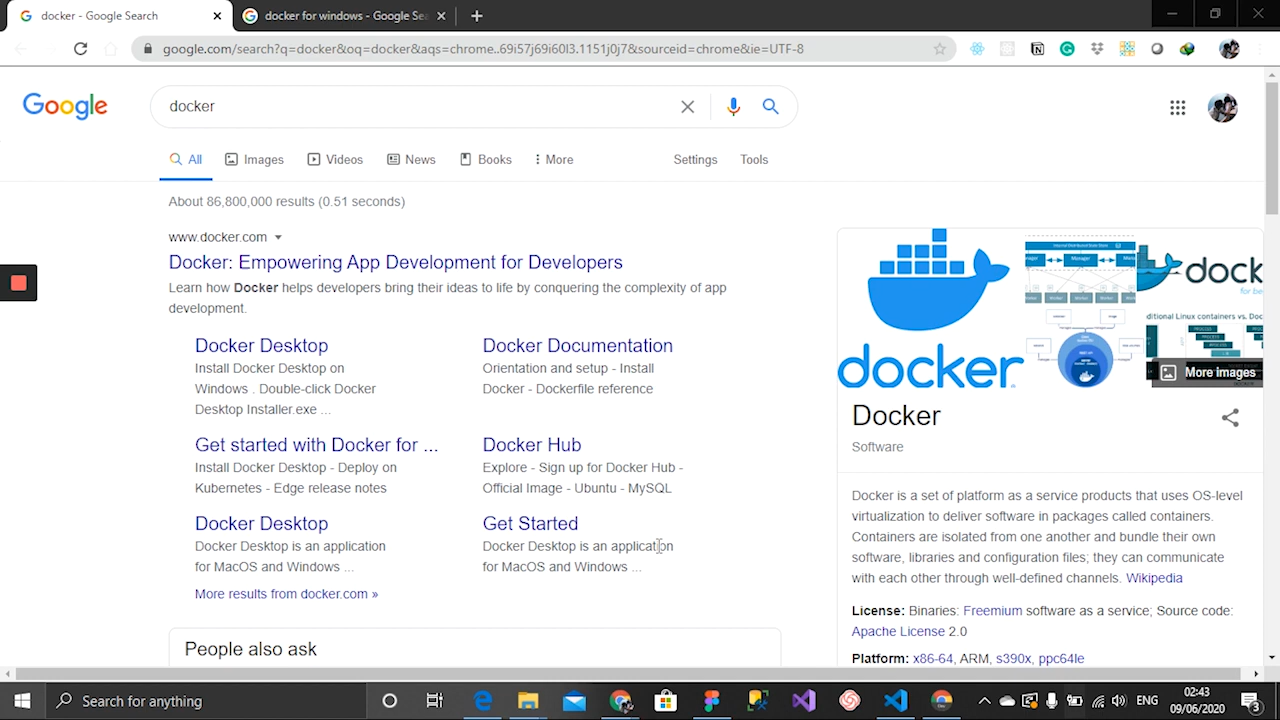 docker - Google Search
docker for windows - Google Sea
google.com/search?q=docker&oq=docker&aqs=chrome..69i57j69i60l3.1151j0j7&sourceid=chrome&ie=UTF-8
Google
docker
All
Images
Videos
News
Books
More
Settings
Tools
About 86,800,000 results (0.51 seconds)
www.docker.com
Docker: Empowering App Development for Developers
Learn how Docker helps developers bring their ideas to life by conquering the complexity of app
development.
Docker Desktop
Install Docker Desktop on
Windows . Double-click Docker
Desktop Installer.exe ...
Docker Documentation
Orientation and setup - Install
Docker - Dockerfile reference
Get started with Docker for ...
Install Docker Desktop - Deploy on
Kubernetes - Edge release notes
Docker Hub
Explore - Sign up for Docker Hub -
Official Image - Ubuntu - MySQL
Docker Desktop
Docker Desktop is an application
for MacOS and Windows ...
Get Started
Docker Desktop is an application
for MacOS and Windows ...
More results from docker.com »
People also ask
docker
Manager
dock
for be
ditional Linux containers vs. Doc
More images
Docker
Software
Docker is a set of platform as a service products that uses OS-level
virtualization to deliver software in packages called containers.
Containers are isolated from one another and bundle their own
software, libraries and configuration files; they can communicate
with each other through well-defined channels. Wikipedia
License: Binaries: Freemium software as a service; Source code:
Apache License 2.0
Platform: x86-64, ARM, s390x, ppc64le
Search for anything
ENG
02:43
09/06/2020
3